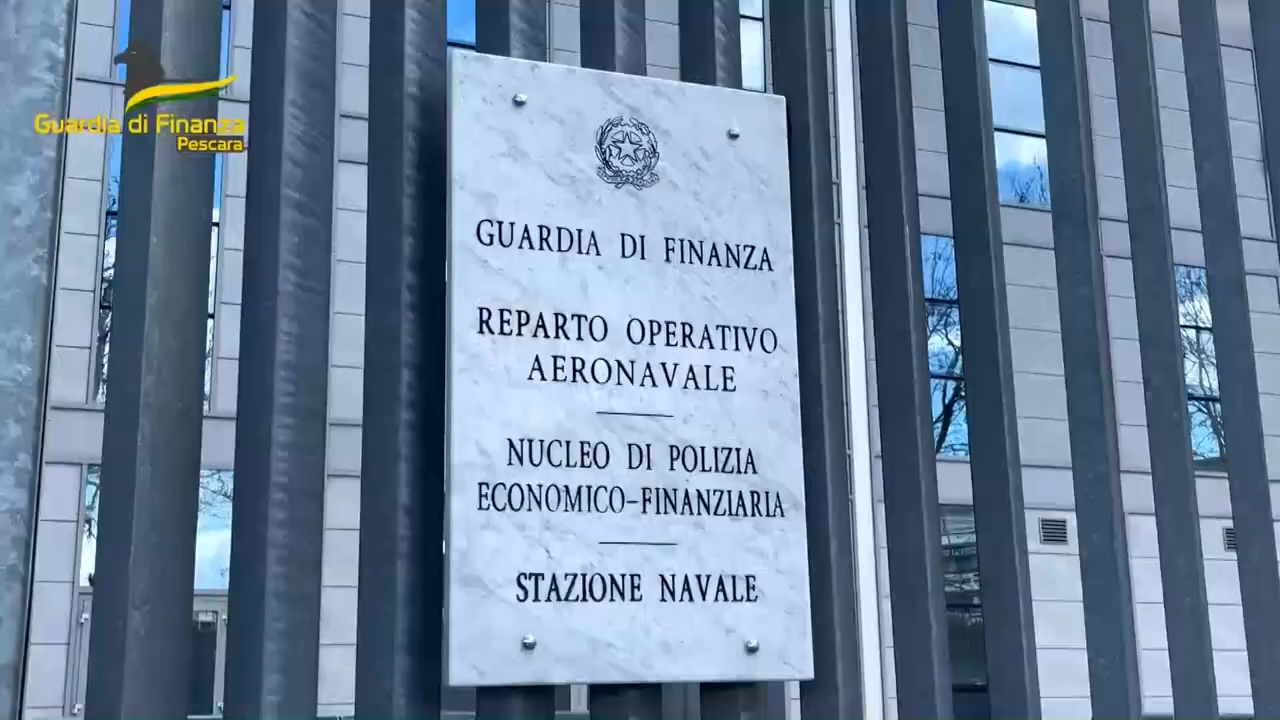 Guardia di Finanza
Pescara
GUARDIA DI FINANZA
REPARTO OPERATIVO
AERONAVALE
NUCLEO DI POLIZIA
ECONOMICO-FINANZIARIA
STAZIONE NAVALE